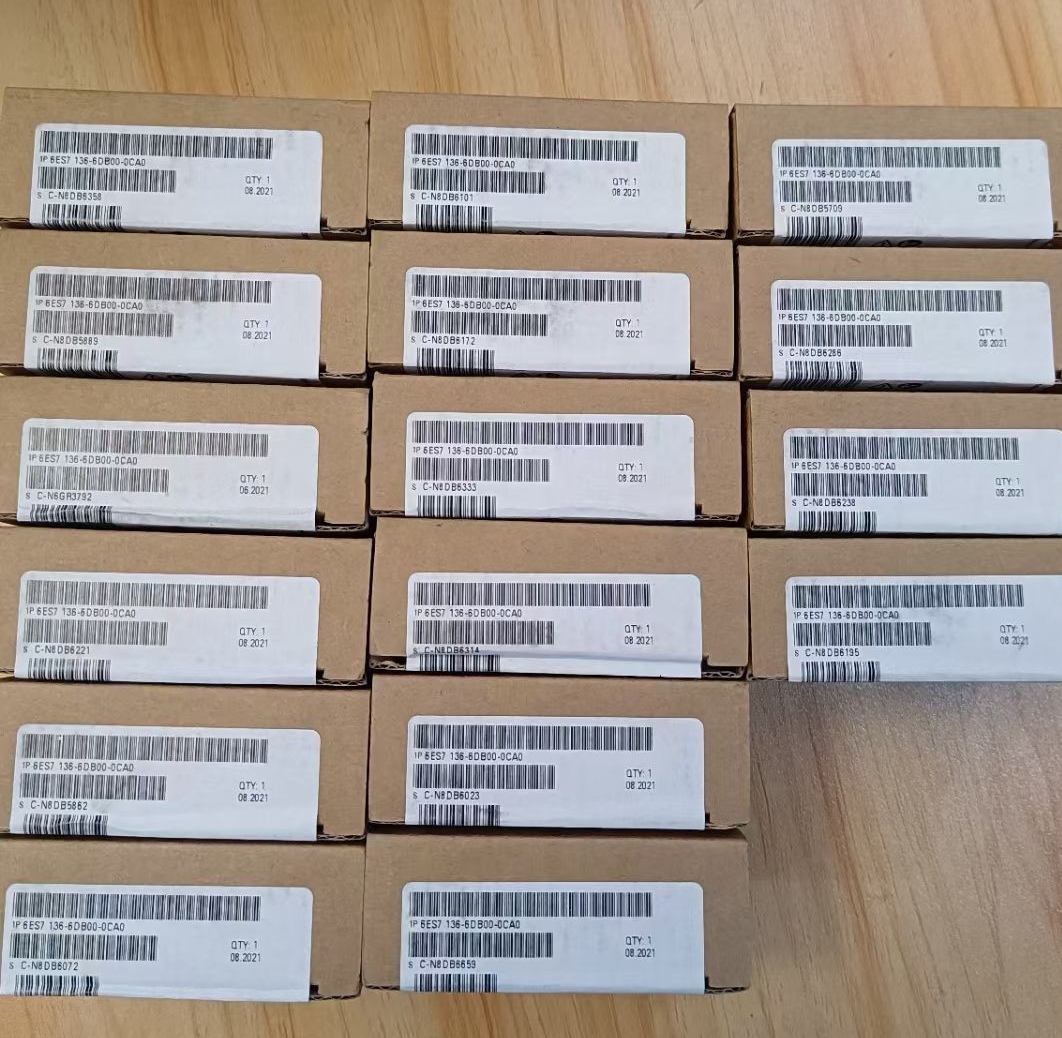 1P 6ES7 136-6DB00-0CA0
QTY: 1
08.2021
S C-N8DB6358
1P 6ES7 136-6DB00-0CA0
QTY: 1
08.2021
S C-N8DB6101
1P 6ES7 136-6DB00-0CA0
QTY: 1
08.2021
S C-N8DB5709
1P 6ES7 136-6DB00-0CA0
QTY: 1
08.2021
S C-N8DB5889
1P 6ES7 136-6DB00-0CA0
QTY: 1
08.2021
S C-N8DB6172
1P 6ES7 136-6DB00-0CA0
QTY: 1
08.2021
S C-N8DB6286
1P 6ES7 136-6DB00-0CA0
QTY: 1
06.2021
S C-N6GR3792
1P 6ES7 136-6DB00-0CA0
QTY: 1
08.2021
S C-N8DB6333
1P 6ES7 136-6DB00-0CA0
QTY: 1
08.2021
S C-N8DB6238
1P 6ES7 136-6DB00-0CA0
QTY: 1
08.2021
S C-N8DB6221
1P 6ES7 136-6DB00-0CA0
QTY: 1
08.2021
S C-N8DB6314
1P 6ES7 136-6DB00-0CA0
QTY: 1
08.2021
S C-N8DB6195
1P 6ES7 136-6DB00-0CA0
QTY: 1
08.2021
S C-N8DB5862
1P 6ES7 136-6DB00-0CA0
QTY: 1
08.2021
S C-N8DB6023
1P 6ES7 136-6DB00-0CA0
QTY: 1
08.2021
S C-N8DB6072
1P 6ES7 136-6DB00-0CA0
QTY: 1
08.2021
S C-N8DB6659